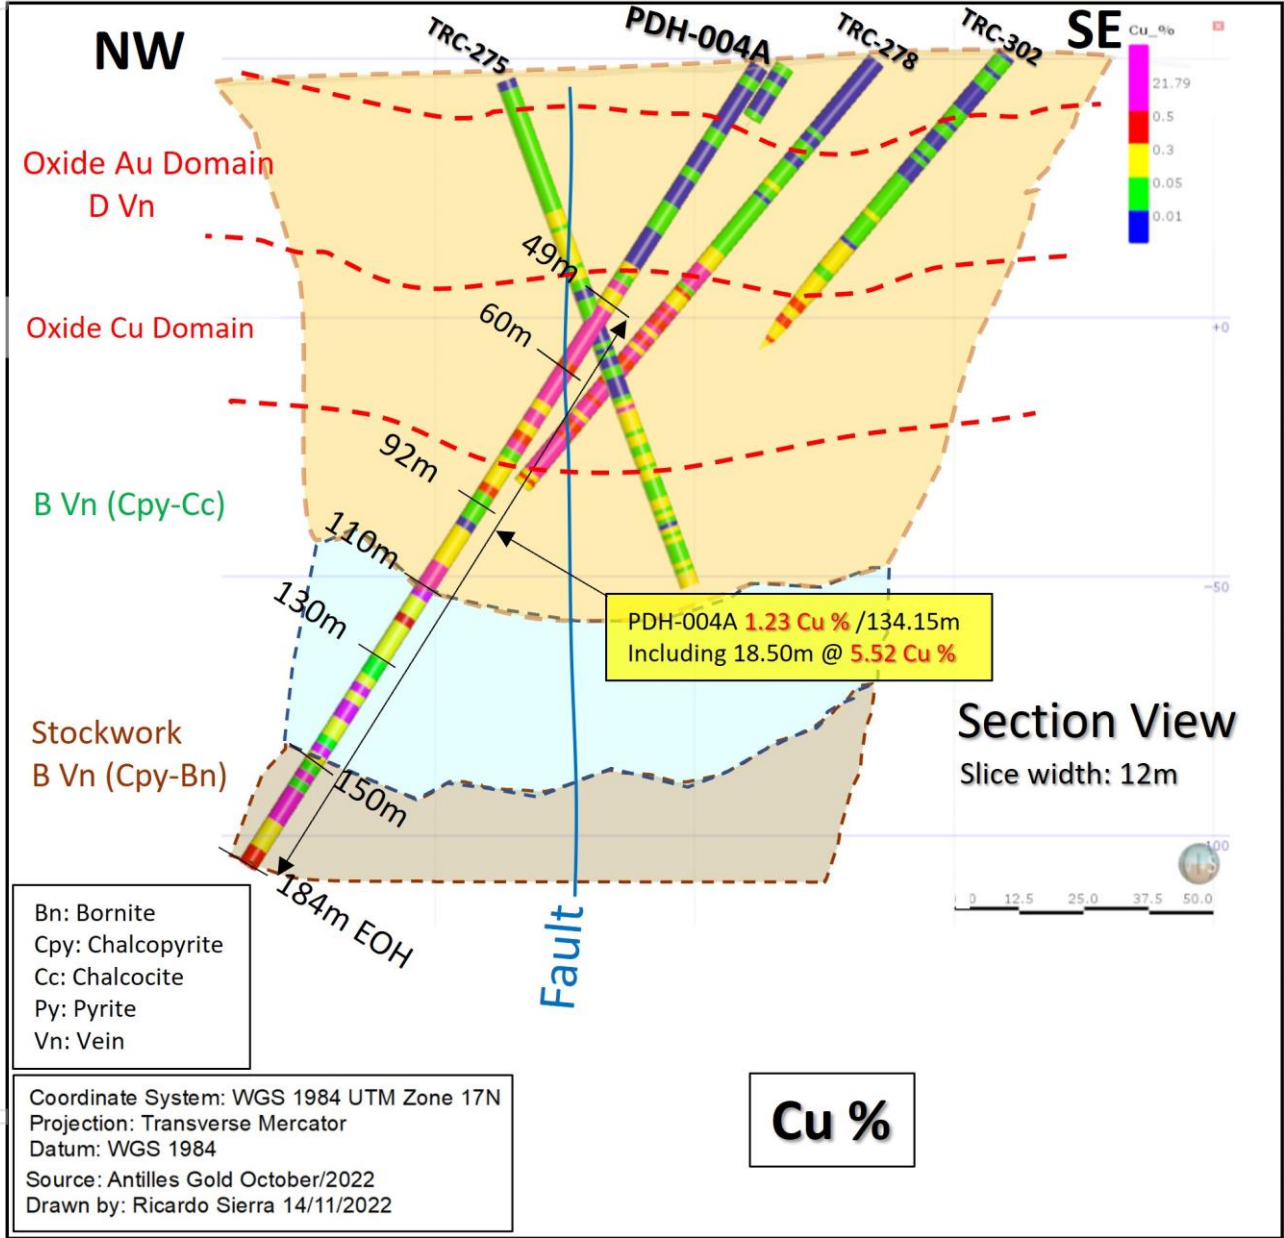 NW
TRC-275
PDH-004A
TRC-278
TRC-302
SE
Cu_%
21.79
0.5
0.3
0.05
0.01
Oxide Au Domain
D Vn
49m
60m
Oxide Cu Domain
+0
92m
B Vn (Cpy-Cc)
110m
130m
-50
PDH-004A 1.23 Cu % /134.15m
Including 18.50m @ 5.52 Cu %
Stockwork
B Vn (Cpy-Bn)
150m
Section View
Slice width: 12m
-100
184m EOH
0 12.5 25.0 37.5 50.0
Fault
Bn: Bornite
Cpy: Chalcopyrite
Cc: Chalcocite
Py: Pyrite
Vn: Vein
Coordinate System: WGS 1984 UTM Zone 17N
Projection: Transverse Mercator
Datum: WGS 1984
Source: Antilles Gold October/2022
Drawn by: Ricardo Sierra 14/11/2022
Cu %